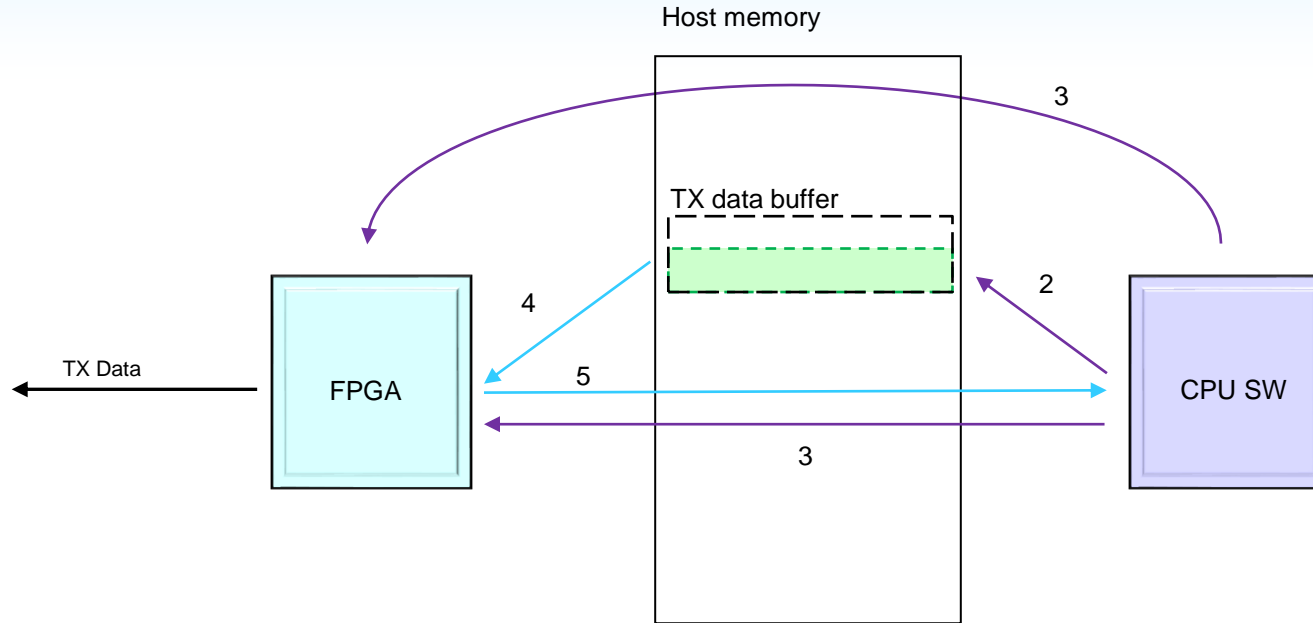 Host memory
3
TX data buffer
2
4
TX Data
FPGA
5
CPU SW
3